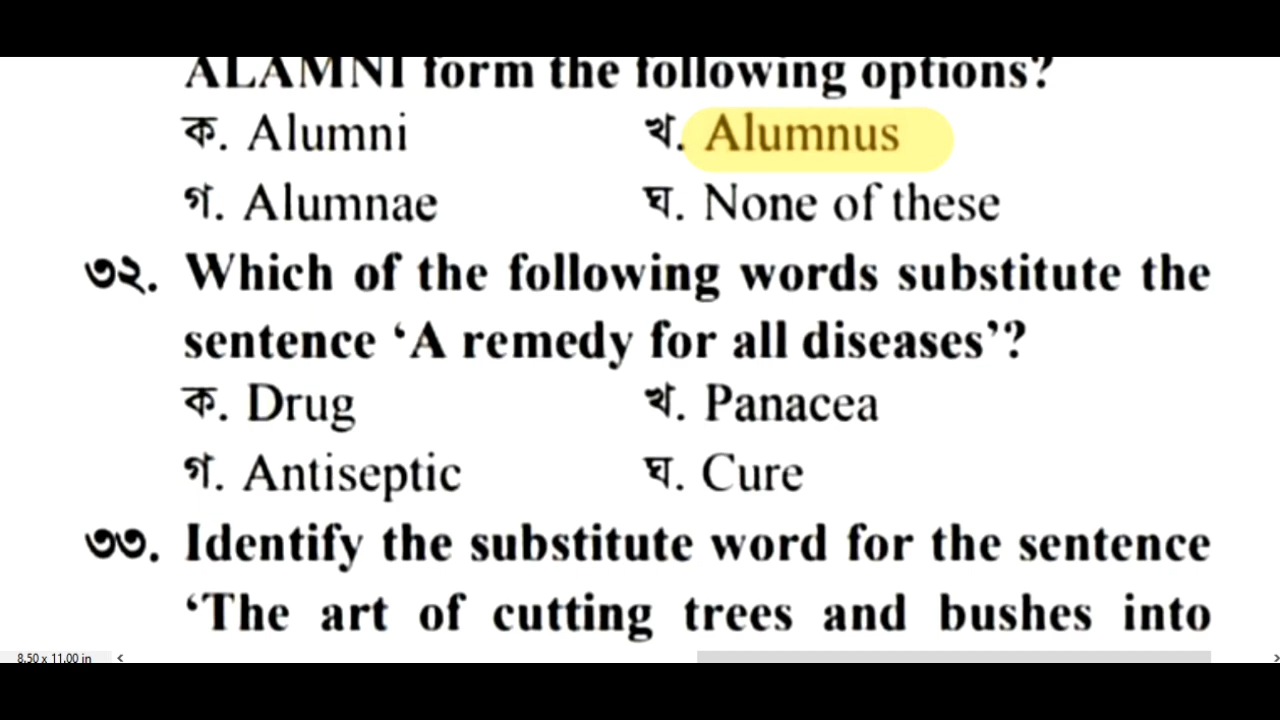 ALAMNI form the following options?
ক. Alumni খ. Alumnus
গ. Alumnae ঘ. None of these
৩২. Which of the following words substitute the
sentence ‘A remedy for all diseases’?
ক. Drug খ. Panacea
গ. Antiseptic ঘ. Cure
৩৩. Identify the substitute word for the sentence
‘The art of cutting trees and bushes into
8.50 x 11.00 in